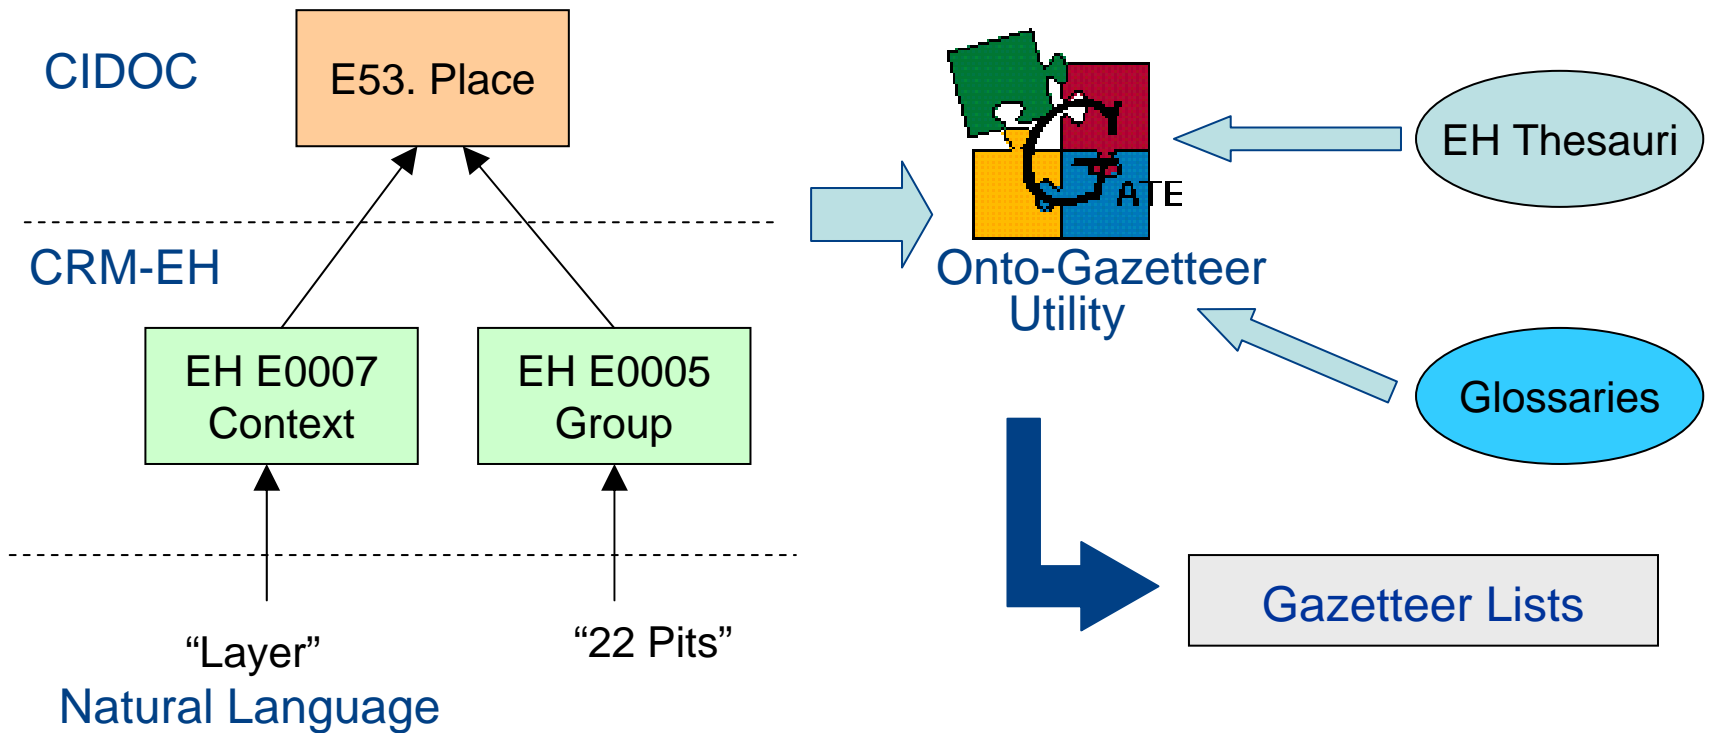 CIDOC
E53. Place
CRM-EH
EH E0007
Context
EH E0005
Group
“Layer”
“22 Pits”
Natural Language
GATE
Onto-Gazetteer
Utility
EH Thesauri
Glossaries
Gazetteer Lists